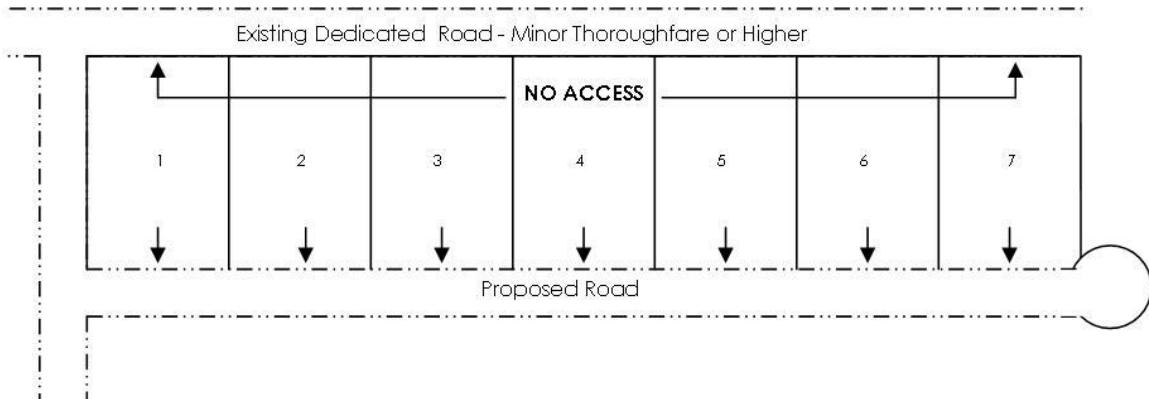 Existing Dedicated Road - Minor Thoroughfare or Higher
NO ACCESS
1 2 3 4 5 6 7
Proposed Road